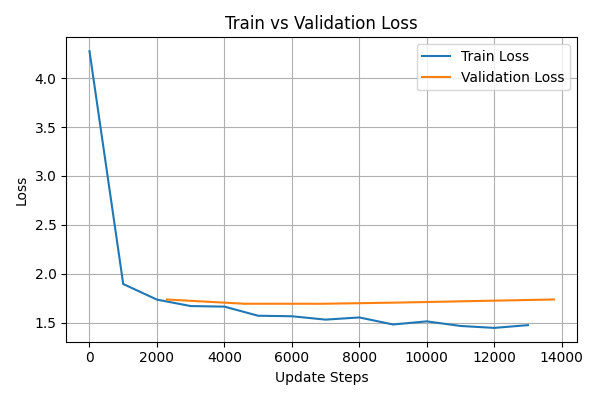 Train vs Validation Loss
Train Loss
Validation Loss
4.0
3.5
3.0
2.5
2.0
1.5
Loss
0 2000 4000 6000 8000 10000 12000 14000
Update Steps